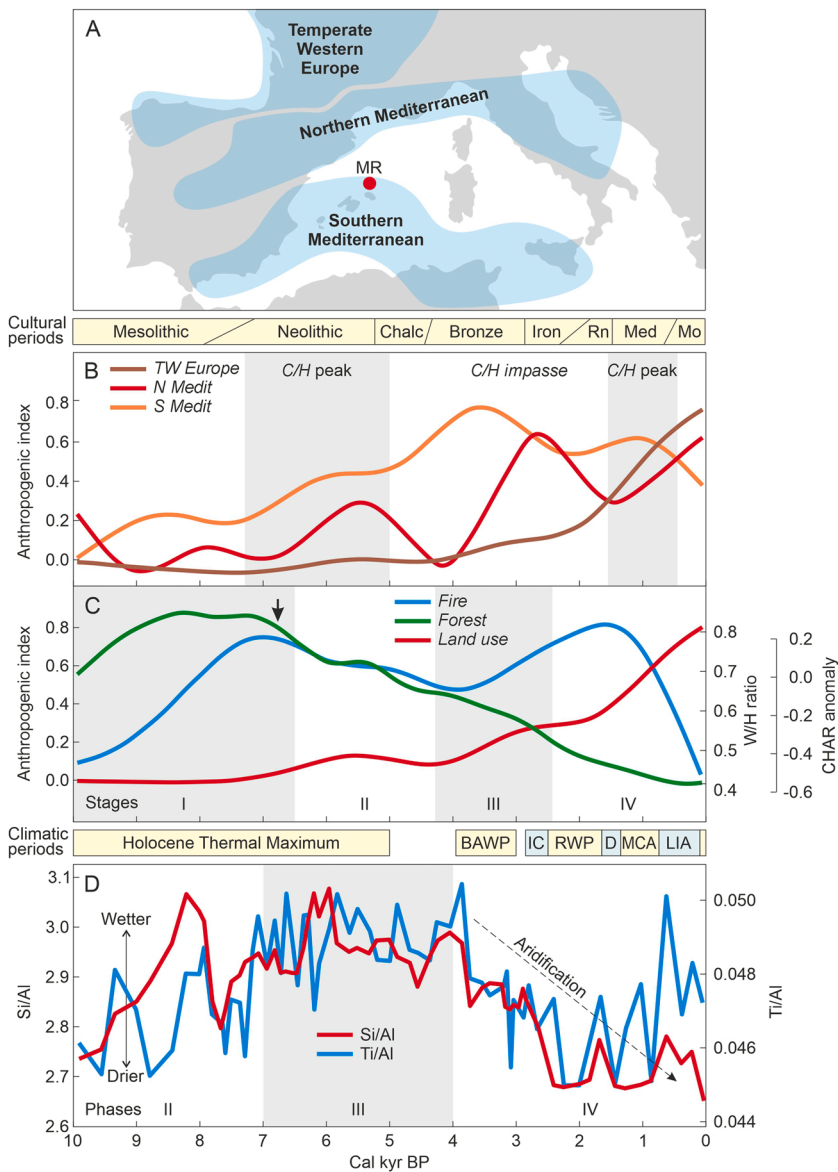 A
Temperate
Western
Europe
Northern Mediterranean
MR
Southern
Mediterranean
Cultural
periods
Mesolithic Neolithic Chalc Bronze Iron Rn Med Mo
B
TW Europe
N Medit
S Medit
C/H peak
C/H impasse
C/H peak
Anthropogenic index
0.8
0.6
0.4
0.2
0.0
C
Fire
Forest
Land use
Anthropogenic index
0.8
0.6
0.4
0.2
0.0
W/H ratio
0.8
0.7
0.6
0.5
0.4
CHAR anomaly
0.2
0.0
-0.2
-0.4
-0.6
Stages I II III IV
Climatic
periods
Holocene Thermal Maximum BAWP IC RWP D MCA LIA
D
Wetter
Drier
Aridification
Si/Al
Ti/Al
Si/Al
3.1
3.0
2.9
2.8
2.7
2.6
Ti/Al
0.050
0.048
0.046
0.044
Phases II III IV
10 9 8 7 6 5 4 3 2 1 0
Cal kyr BP